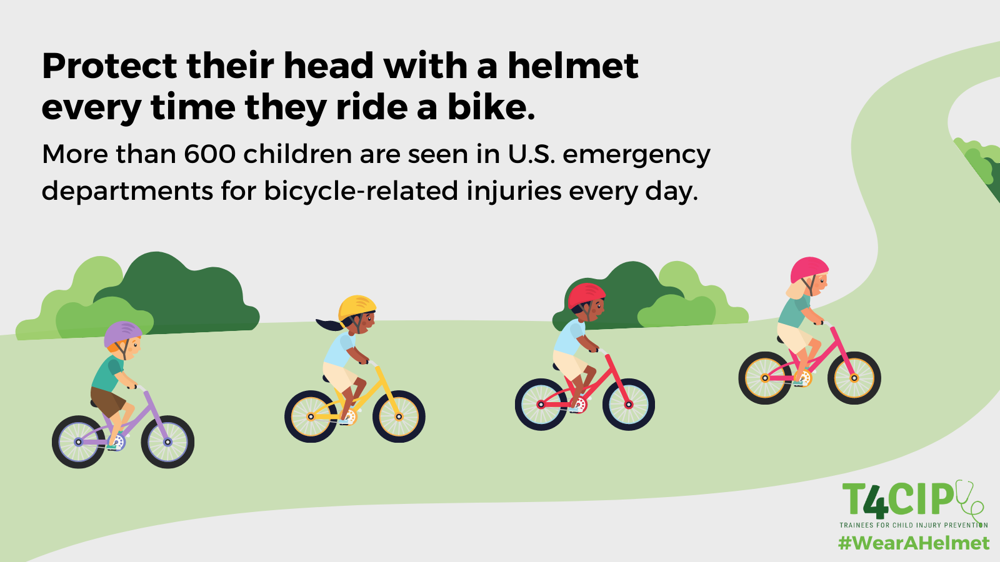 Protect their head with a helmet
every time they ride a bike.
More than 600 children are seen in U.S. emergency
departments for bicycle-related injuries every day.
T4CIP
TRAINEES FOR CHILD INJURY PREVENTION
#WearAHelmet